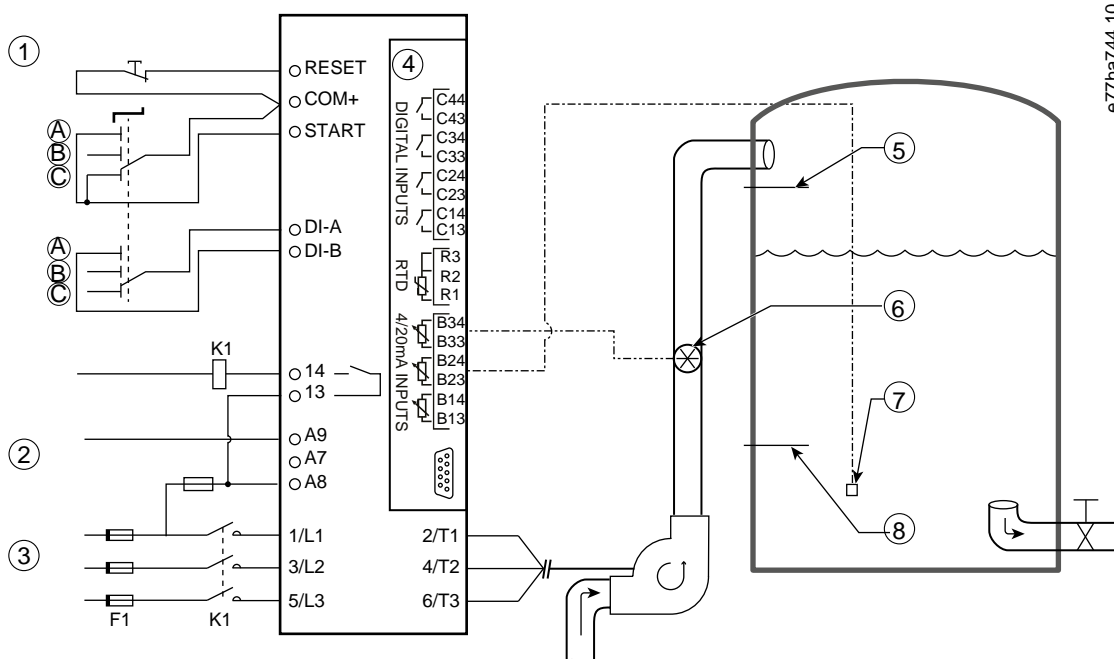 e77ha744.10
1
RESET
COM+
START
A
B
C
DI-A
DI-B
A
B
C
K1
14
13
2
A9
A7
A8
3
1/L1
3/L2
5/L3
F1
K1
2/T1
4/T2
6/T3
4
DIGITAL INPUTS
C44
C43
C34
C33
C24
C23
C14
C13
RTD
R3
R2
R1
4/20mA INPUTS
B34
B33
B24
B23
B14
B13
5
6
7
8